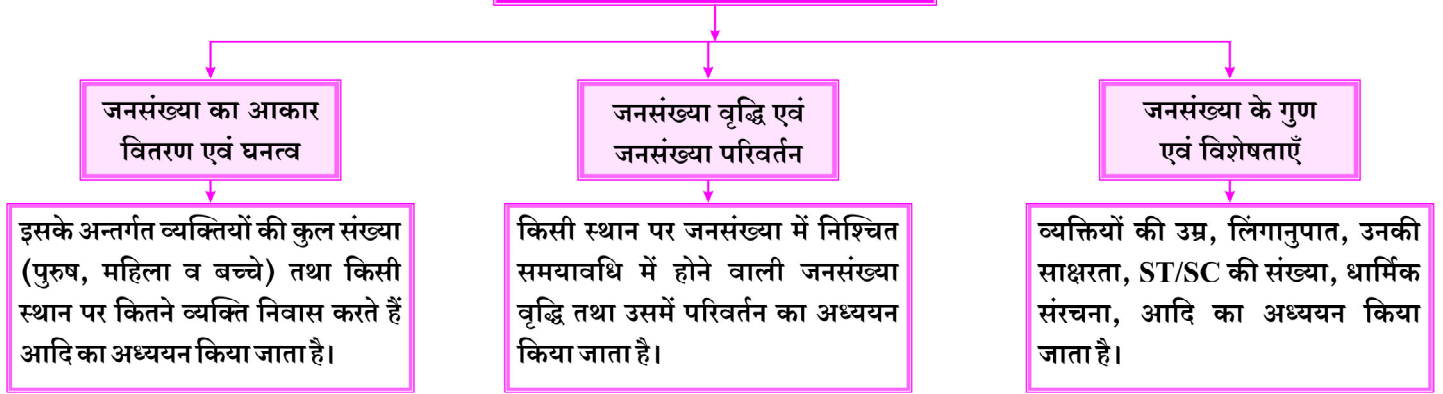 जनसंख्या का आकार
वितरण एवं घनत्व
जनसंख्या वृद्धि एवं
जनसंख्या परिवर्तन
जनसंख्या के गुण
एवं विशेषताएँ
इसके अन्तर्गत व्यक्तियों की कुल संख्या
(पुरुष, महिला व बच्चे) तथा किसी
स्थान पर कितने व्यक्ति निवास करते हैं
आदि का अध्ययन किया जाता है।
किसी स्थान पर जनसंख्या में निश्चित
समयावधि में होने वाली जनसंख्या
वृद्धि तथा उसमें परिवर्तन का अध्ययन
किया जाता है।
व्यक्तियों की उम्र, लिंगानुपात, उनकी
साक्षरता, ST/SC की संख्या, धार्मिक
संरचना, आदि का अध्ययन किया
जाता है।